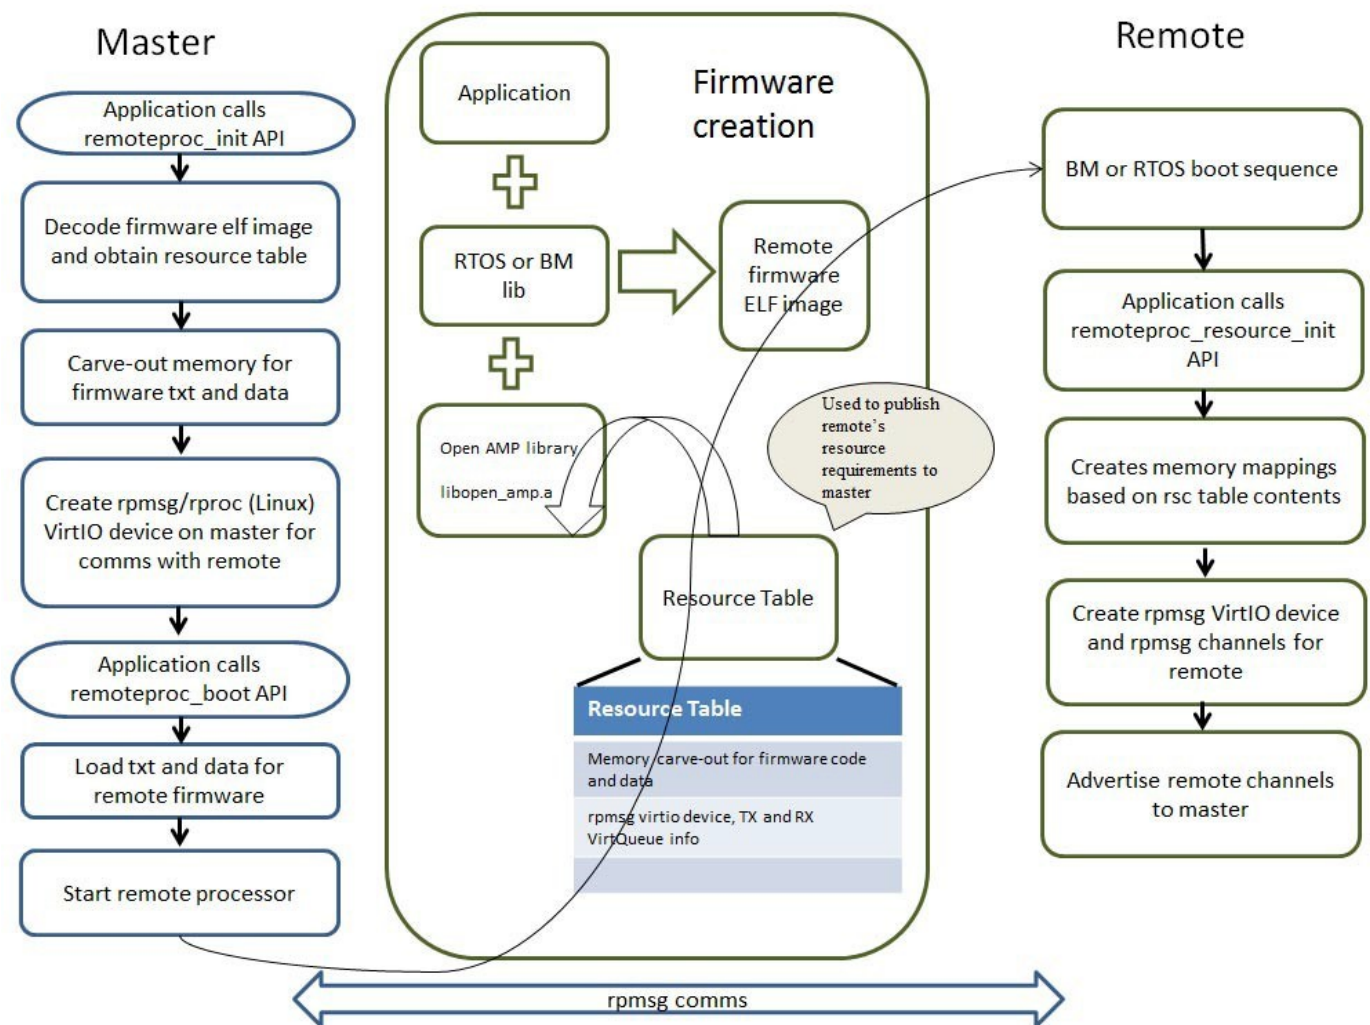 Master
Application calls
remoteproc_init API
Decode firmware elf image
and obtain resource table
Carve-out memory for
firmware txt and data
Create rpmsg/rproc (Linux)
VirtIO device on master for
comms with remote
Application calls
remoteproc_boot API
Load txt and data for
remote firmware
Start remote processor
Firmware
creation
Application
RTOS or BM
lib
Remote
firmware
ELF image
Open AMP library
libopen_amp.a
Used to publish
remote's
resource
requirements to
master
Resource Table
Resource Table
Memory carve-out for firmware code
and data
rpmsg virtio device, TX and RX
VirtQueue info
Remote
BM or RTOS boot sequence
Application calls
remoteproc_resource_init
API
Creates memory mappings
based on rsc table contents
Create rpmsg VirtIO device
and rpmsg channels for
remote
Advertise remote channels
to master
rpmsg comms